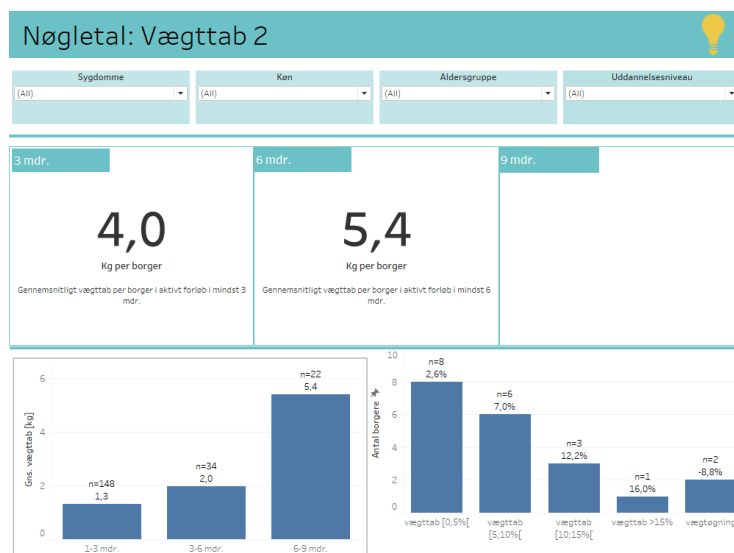 Nøgletal: Vægttab 2
Sygdomme
Køn
Aldersgruppe
Uddannelsesniveau
(All)
(All)
(All)
(All)
3 mdr.
6 mdr.
9 mdr.
4,0
Kg per borger
Gennemsnitligt vægttab per borger i aktivt forløb i mindst 3
mdr.
5,4
Kg per borger
Gennemsnitligt vægttab per borger i aktivt forløb i mindst 6
mdr.
Gns. vægttab [kg]
6
4
2
0
n=148
1,3
n=34
2,0
n=22
5,4
1-3 mdr.
3-6 mdr.
6-9 mdr.
Antal borgere
10
8
6
4
2
0
n=8
2,6%
n=6
7,0%
n=3
12,2%
n=1
16,0%
n=2
-8,8%
vægttab [0;5%[
vægttab
[5;10%[
vægttab
[10;15%[
vægttab >15%
vægtøgning